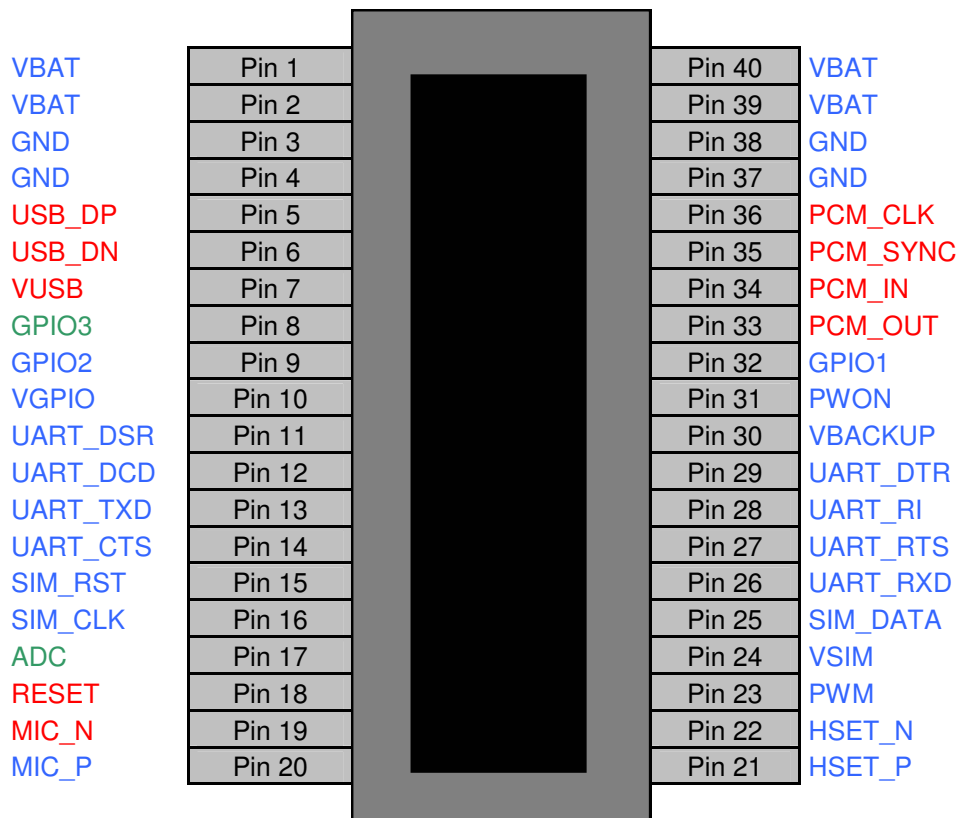 VBAT Pin 1 Pin 40 VBAT
VBAT Pin 2 Pin 39 VBAT
GND Pin 3 Pin 38 GND
GND Pin 4 Pin 37 GND
USB_DP Pin 5 Pin 36 PCM_CLK
USB_DN Pin 6 Pin 35 PCM_SYNC
VUSB Pin 7 Pin 34 PCM_IN
GPIO3 Pin 8 Pin 33 PCM_OUT
GPIO2 Pin 9 Pin 32 GPIO1
VGPIO Pin 10 Pin 31 PWON
UART_DSR Pin 11 Pin 30 VBACKUP
UART_DCD Pin 12 Pin 29 UART_DTR
UART_TXD Pin 13 Pin 28 UART_RI
UART_CTS Pin 14 Pin 27 UART_RTS
SIM_RST Pin 15 Pin 26 UART_RXD
SIM_CLK Pin 16 Pin 25 SIM_DATA
ADC Pin 17 Pin 24 VSIM
RESET Pin 18 Pin 23 PWM
MIC_N Pin 19 Pin 22 HSET_N
MIC_P Pin 20 Pin 21 HSET_P